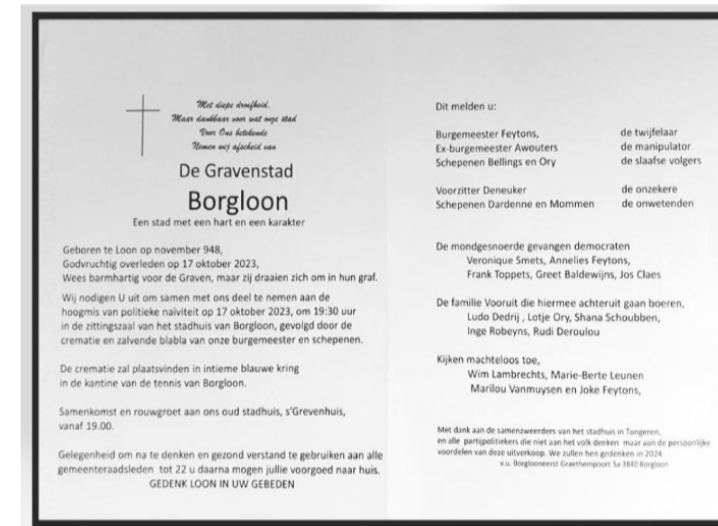 Met diepe droefheid.
Maar dankbaar voor wat onze stad
Voor Ons betekende
Nemen wij afscheid van
De Gravenstad
Borgloon
Een stad met een hart en een karakter
Geboren te Loon op november 948,
Godvruchtig overleden op 17 oktober 2023,
Wees barmhartig voor de Graven, maar zij draaien zich om in hun graf.
Wij nodigen U uit om samen met ons deel te nemen aan de
hoogmis van politieke naïviteit op 17 oktober 2023, om 19:30 uur
in de zittingszaal van het stadhuis van Borgloon, gevolgd door de
crematie en zalvende blabla van onze burgemeester en schepenen.
De crematie zal plaatsvinden in intieme blauwe kring
in de kantine van de tennis van Borgloon.
Samenkomst en rouwgroet aan ons oud stadhuis, s'Grevenhuis,
vanaf 19.00.
Gelegenheid om na te denken en gezond verstand te gebruiken aan alle
gemeenteraadsleden tot 22 u daarna mogen jullie voorgoed naar huis.
GEDENK LOON IN UW GEBEDEN
Dit melden u:
Burgemeester Feytons, de twijfelaar
Ex-burgemeester Awouters de manipulator
Schepenen Bellings en Ory de slaafse volgers
Voorzitter Deneuker de onzekere
Schepenen Dardenne en Mommen de onwetenden
De mondgesnoerde gevangen democraten
Veronique Smets, Annelies Feytons,
Frank Toppets, Greet Baldewijns, Jos Claes
De familie Vooruit die hiermee achteruit gaan boeren,
Ludo Dedrij , Lotje Ory, Shana Schoubben,
Inge Robeyns, Rudi Deroulou
Kijken machteloos toe,
Wim Lambrechts, Marie-Berte Leunen
Marilou Vanmuysen en Joke Feytons,
Met dank aan de samenzweerders van het stadhuis in Tongeren,
en alle partijpolitiekers die niet aan het volk denken maar aan de persoonlijke
voordelen van deze uitverkoop. We zullen hen gedenken in 2024.
v.u. Borglooneerst Graethempoort 5a 3840 Borgloon